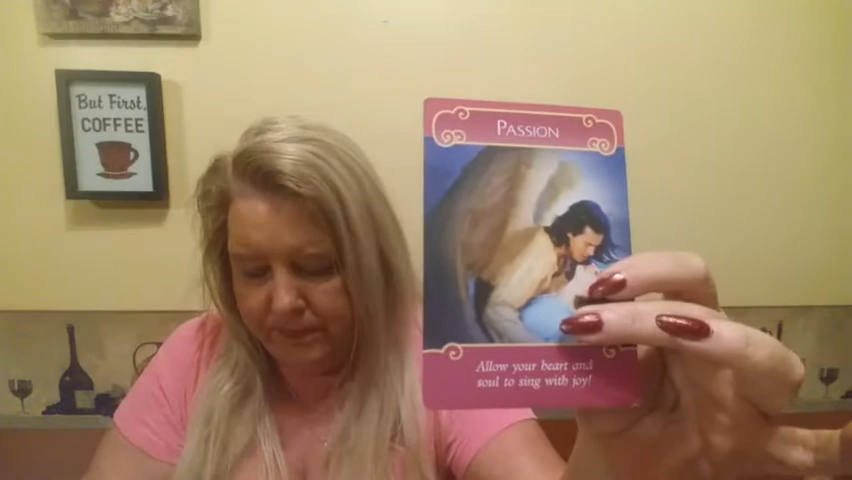 But First,
COFFEE
PASSION
Allow your heart and
soul to sing with joy!